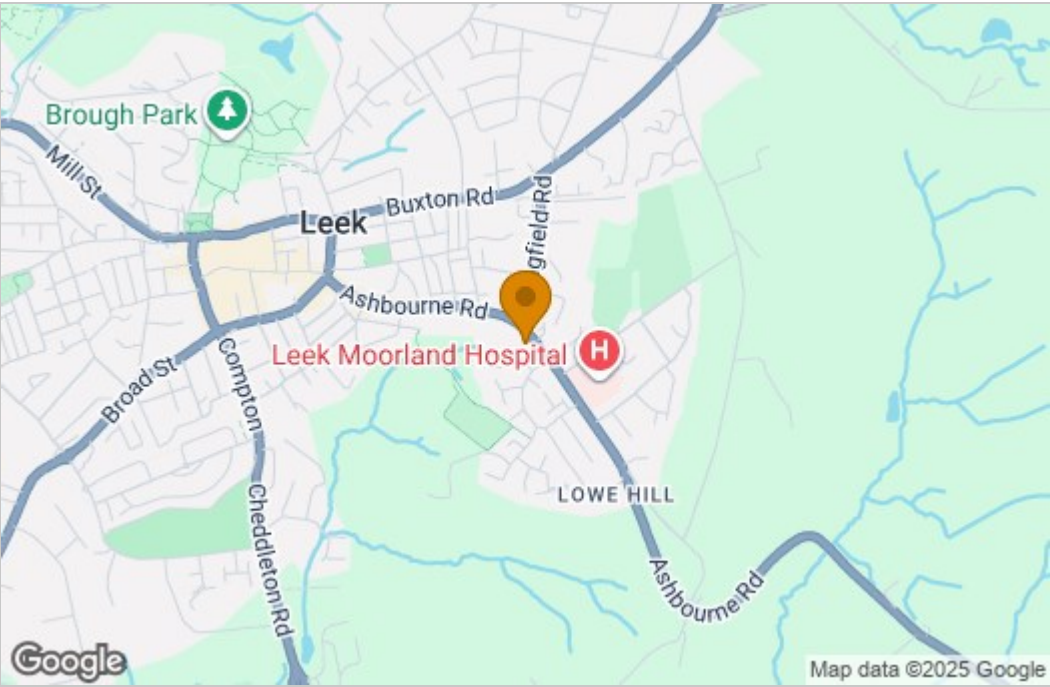 Brough Park
Mill St
Buxton Rd
Leek
gfield Rd
Ashbourne Rd
Leek Moorland Hospital
H
Broad St
Compton
LOWE HILL
Cheddleton Rd
Ashbourne Rd
Google
Map data ©2025 Google